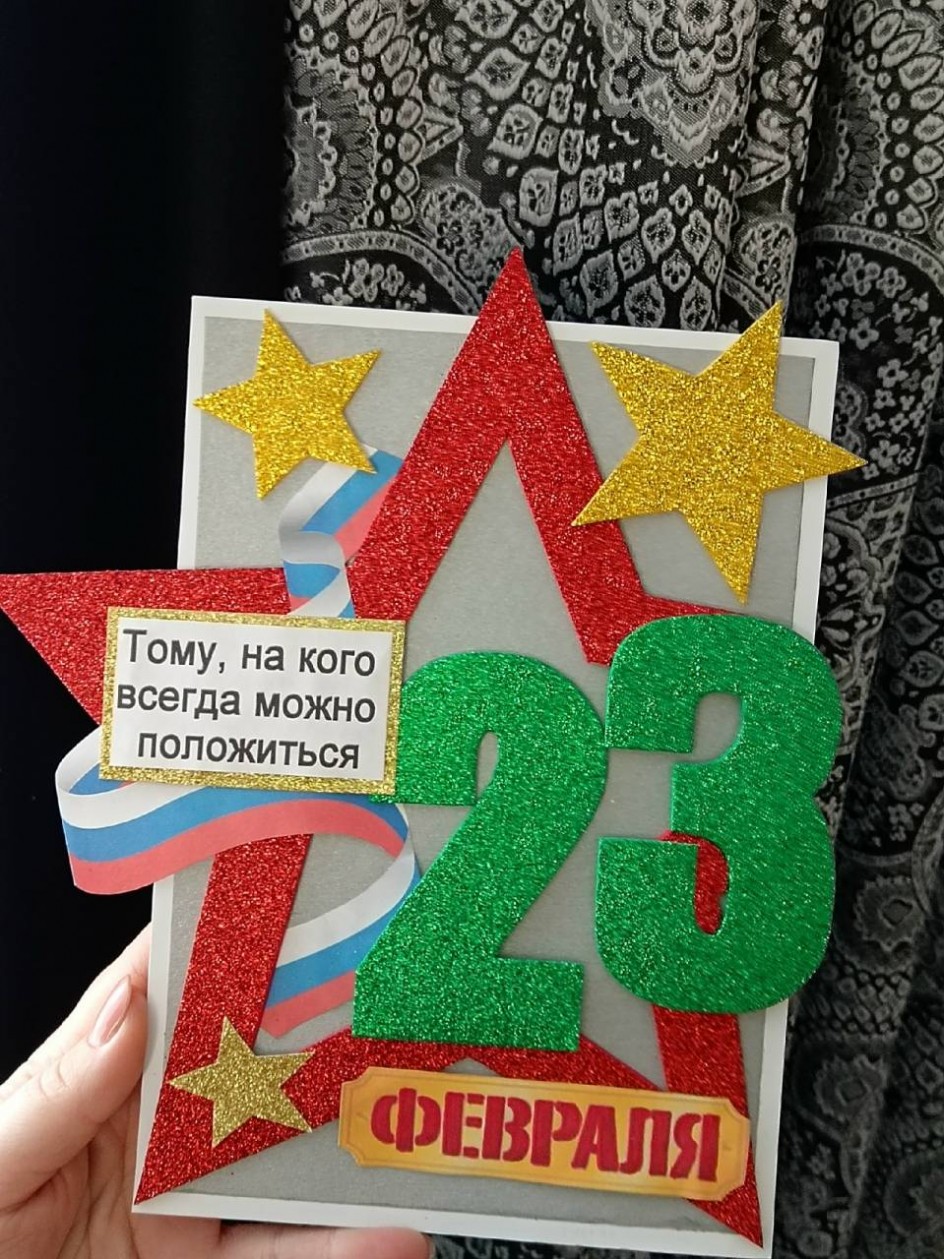 Тому, на кого
всегда можно
положиться
23
ФЕВРАЛЯ